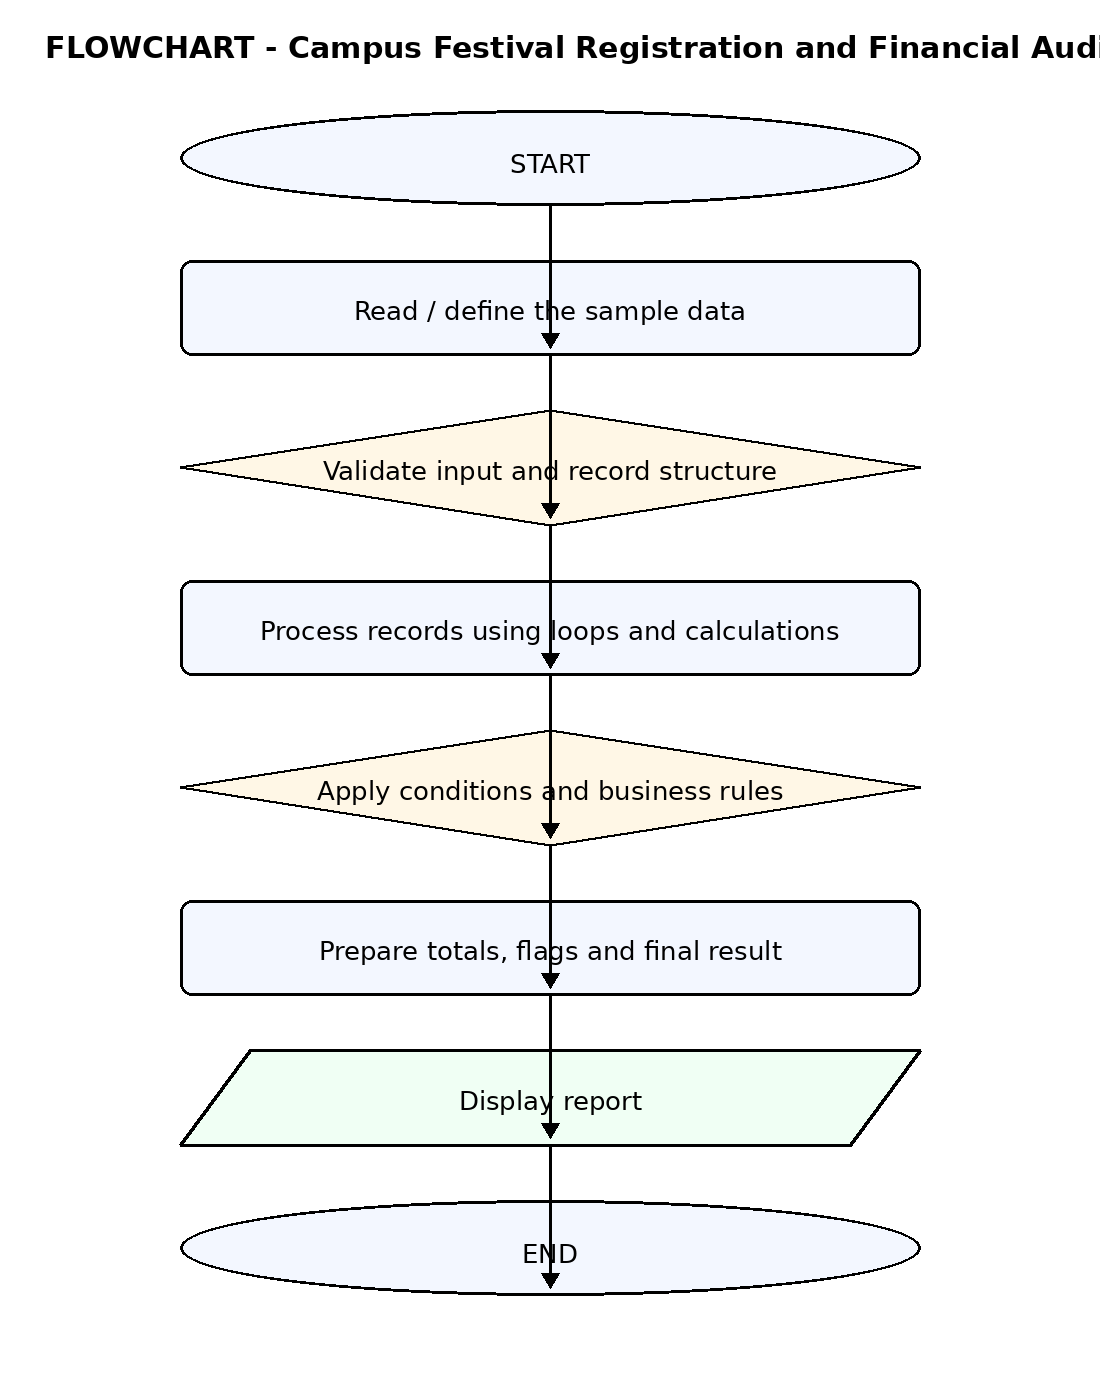 FLOWCHART - Campus Festival Registration and Financial Audi
START
Read / define the sample data
Validate input and record structure
Process records using loops and calculations
Apply conditions and business rules
Prepare totals, flags and final result
Display report
END